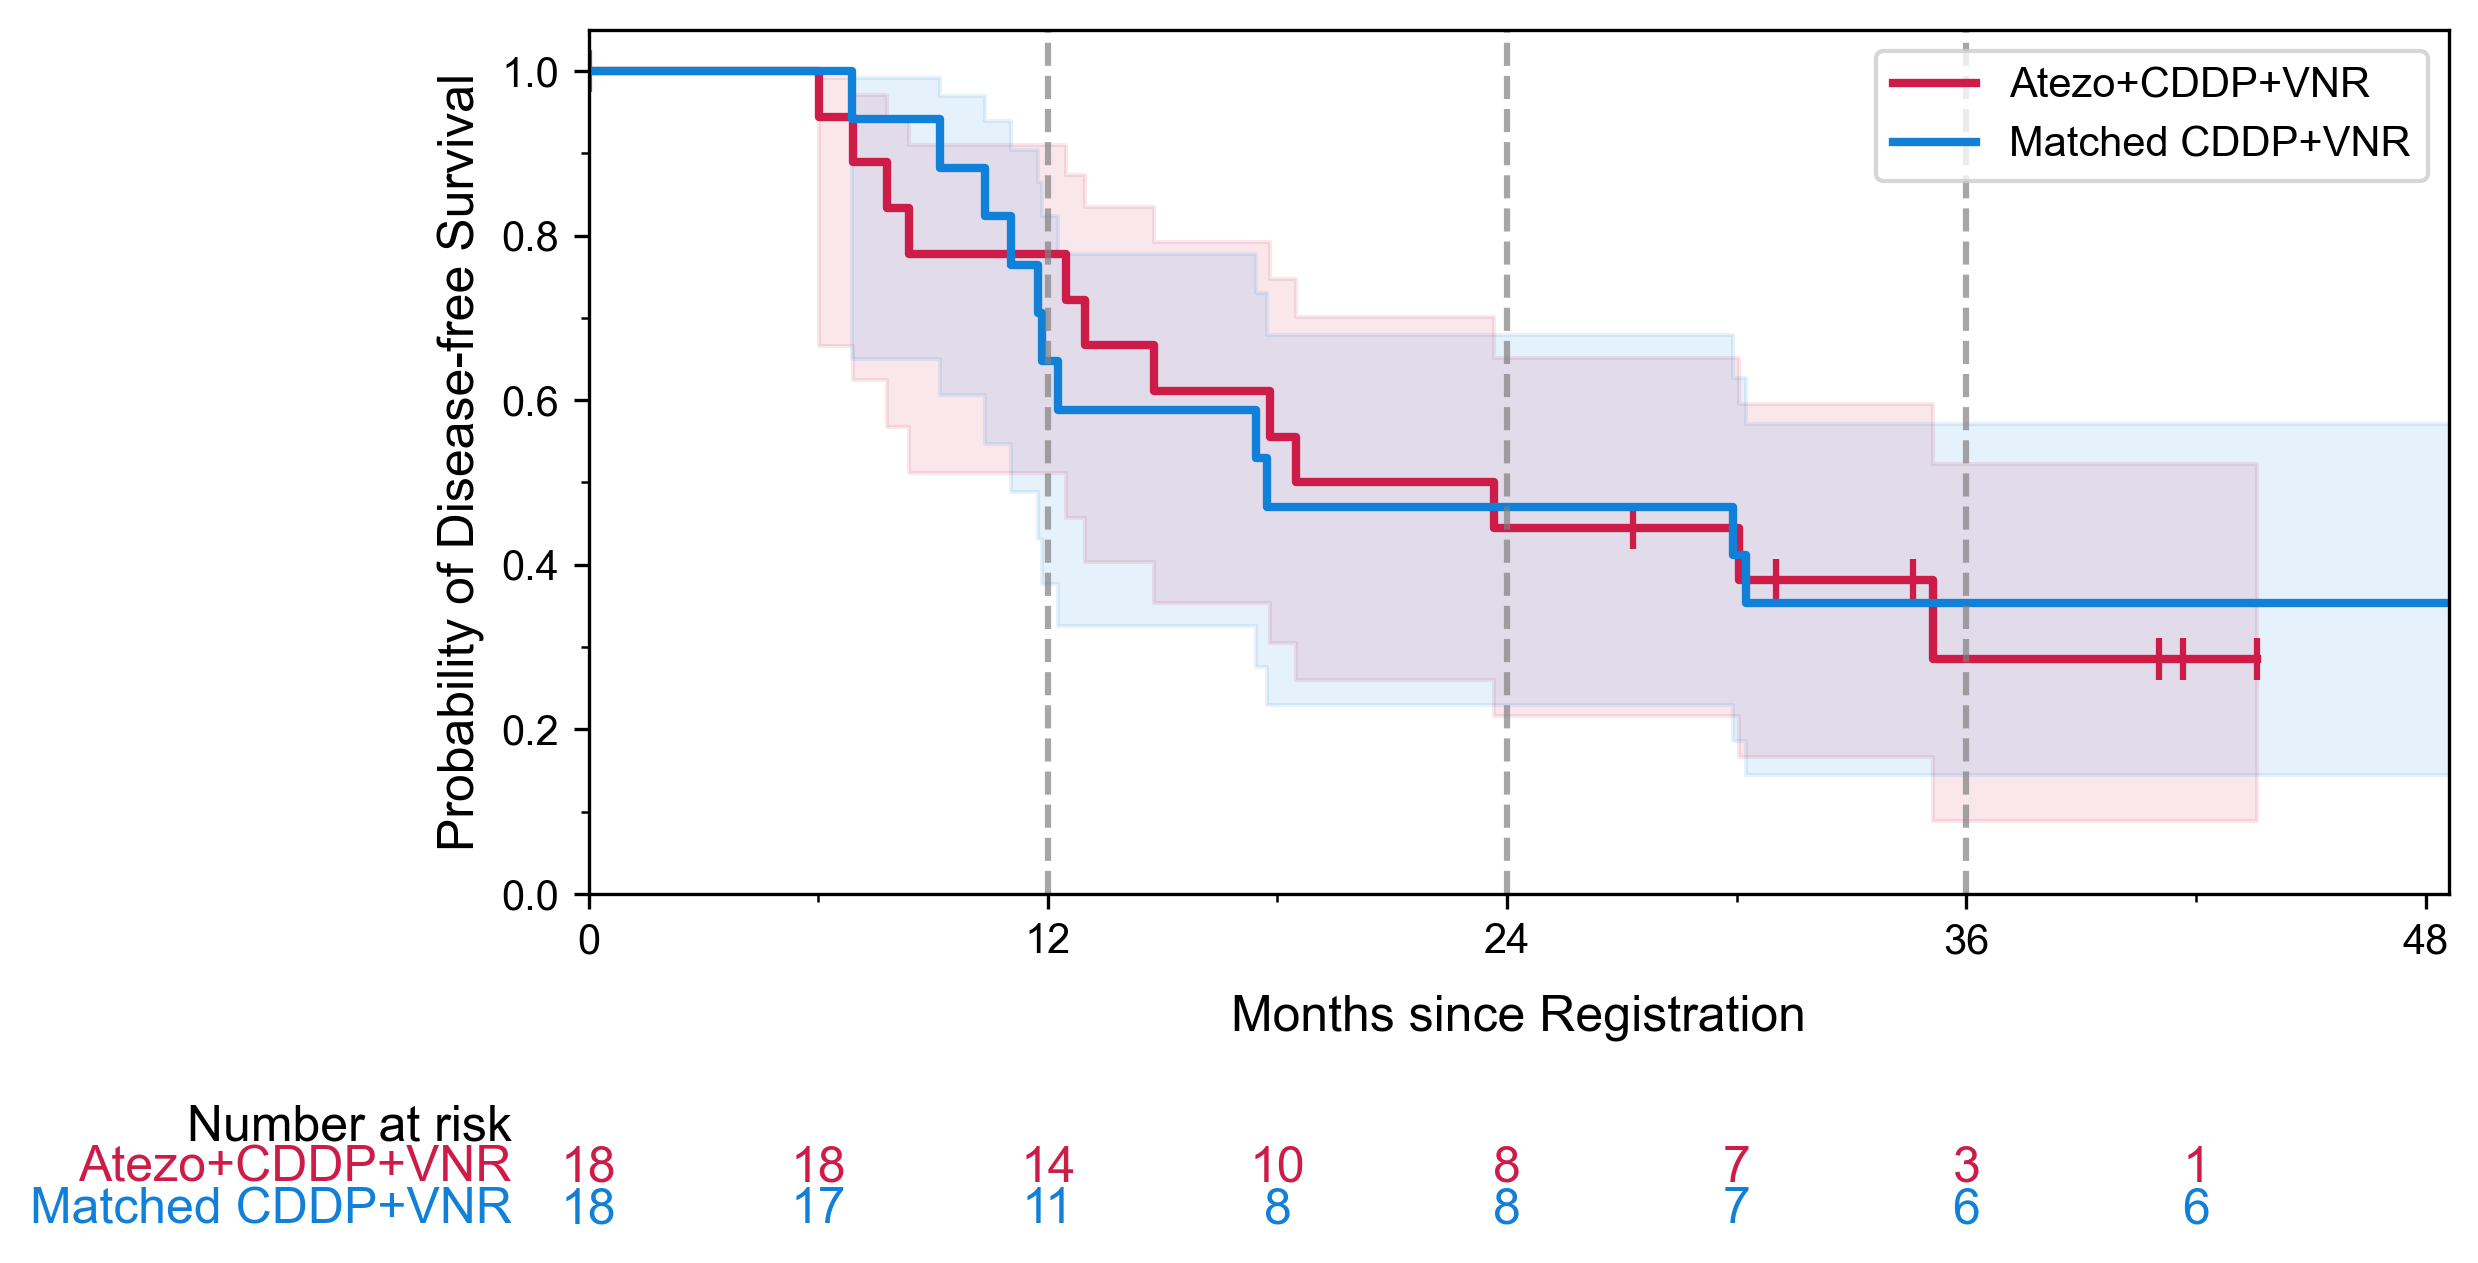 Probability of Disease-free Survival
1.0
0.8
0.6
0.4
0.2
0.0
Atezo+CDDP+VNR
Matched CDDP+VNR
0 12 24 36 48
Months since Registration
Number at risk
Atezo+CDDP+VNR 18 18 14 10 8 7 3 1
Matched CDDP+VNR 18 17 11 8 8 7 6 6